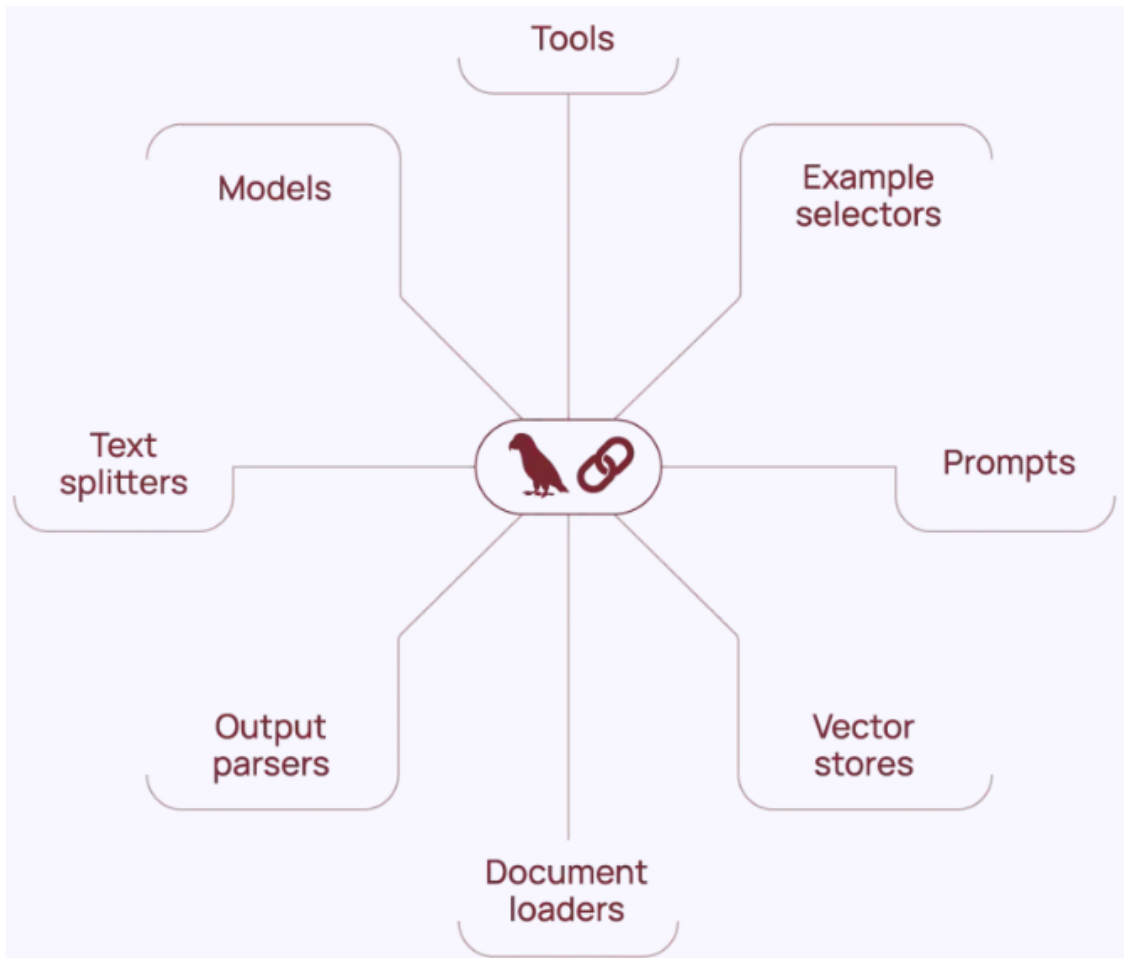 Tools
Models
Example
selectors
Text
splitters
Prompts
Output
parsers
Vector
stores
Document
loaders